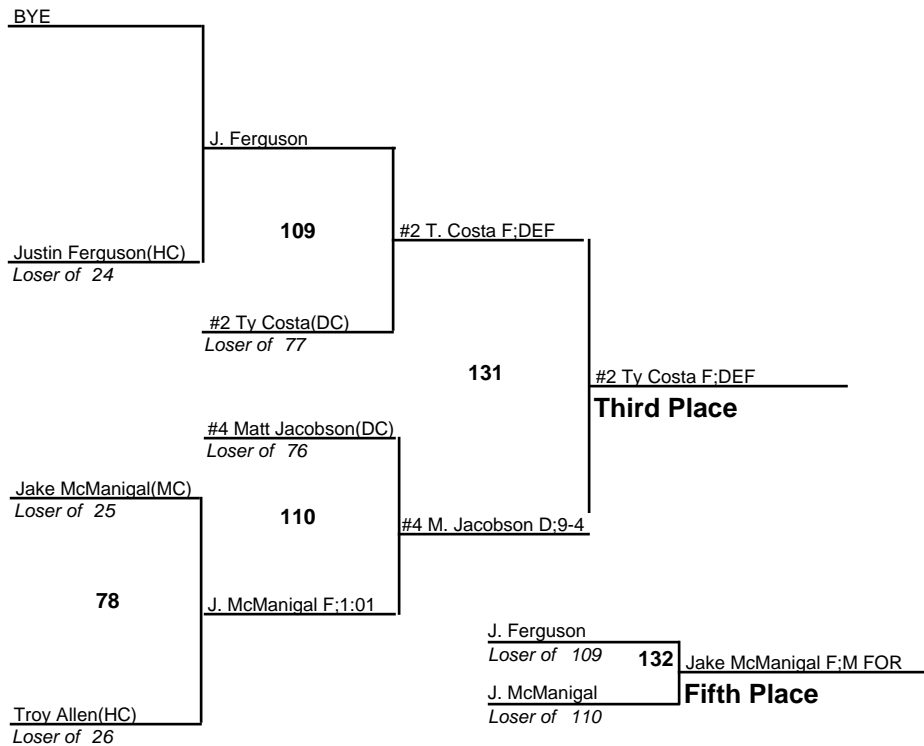 BYE
J. Ferguson
109
#2 T. Costa F;DEF
Justin Ferguson(HC)
Loser of 24
#2 Ty Costa(DC)
Loser of 77
131
#2 Ty Costa F;DEF
Third Place
#4 Matt Jacobson(DC)
Loser of 76
Jake McManigal(MC)
Loser of 25
110
#4 M. Jacobson D;9-4
78
J. McManigal F;1:01
J. Ferguson
Loser of 109
132
Jake McManigal F;M FOR
Fifth Place
J. McManigal
Loser of 110
Troy Allen(HC)
Loser of 26